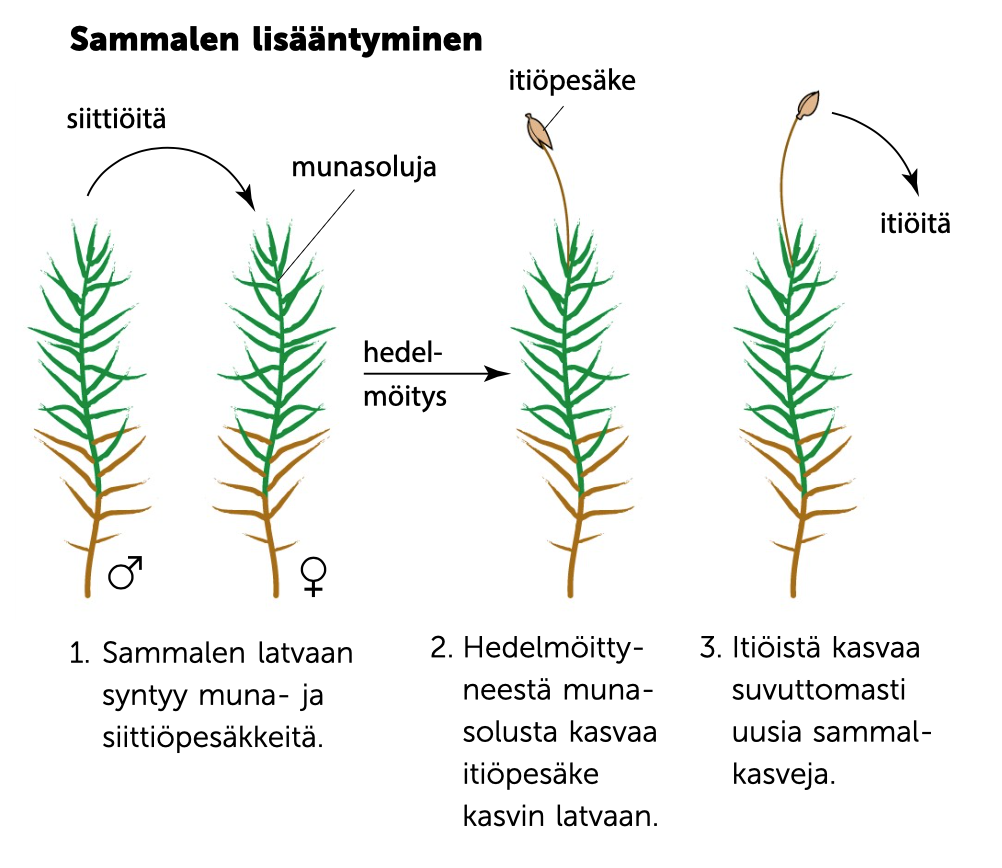 Sammalen lisääntyminen
siittiöitä
munasoluja
itiöpesäke
itiöitä
hedel-
möitys
♂
♀
1. Sammalen latvaan
syntyy muna- ja
siittiöpesäkkeitä.
2. Hedelmöitty-
neestä muna-
solusta kasvaa
itiöpesäke
kasvin latvaan.
3. Itiöistä kasvaa
suvuttomasti
uusia sammal-
kasveja.